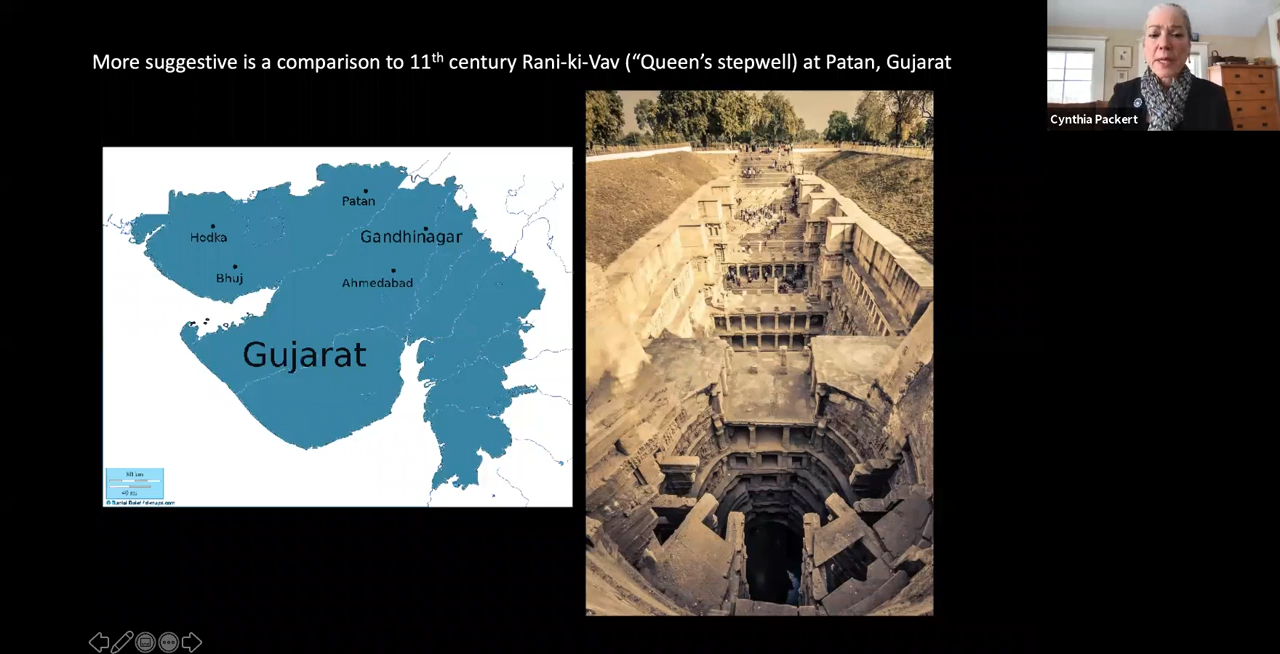 More suggestive is a comparison to 11th century Rani-ki-Vav (“Queen’s stepwell) at Patan, Gujarat
Cynthia Packert
Patan
Hodka
Gandhinagar
Bhuj
Ahmedabad
Gujarat